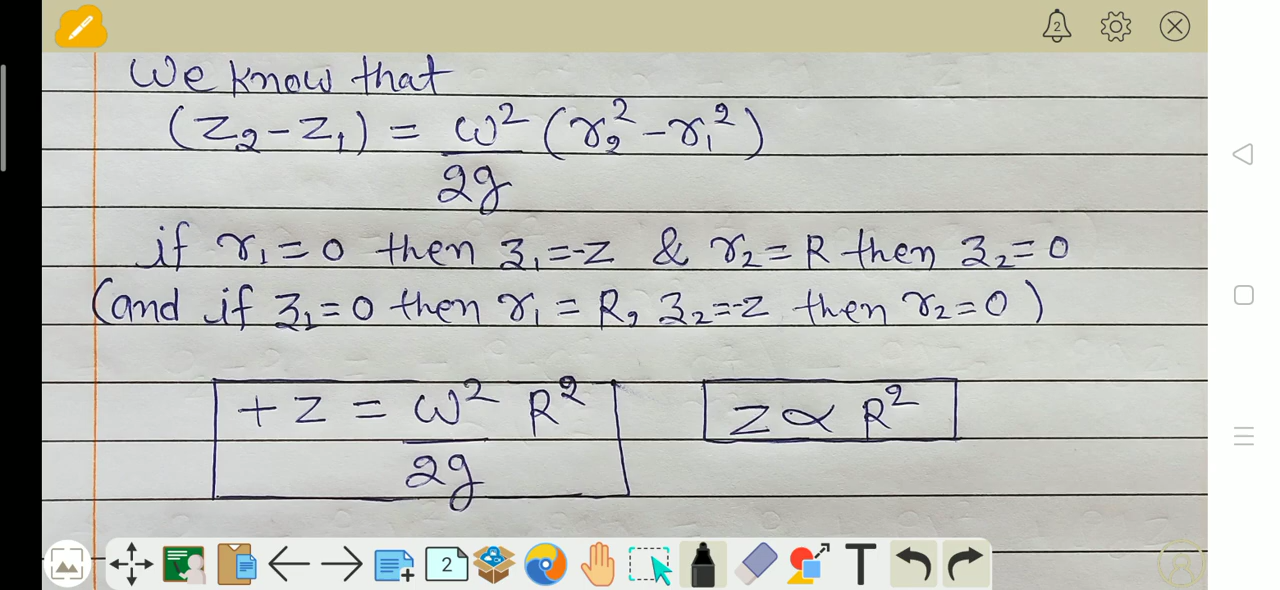 2
We know that
(Z₂-Z₁) = ω²/2g (r₂²-r₁²)
if r₁=0 then z₁=-Z & r₂=R then z₂=0
(and if z₁=0 then r₁=R, z₂=-Z then r₂=0)
+Z = ω²/2g R² Z∝R²
2 T